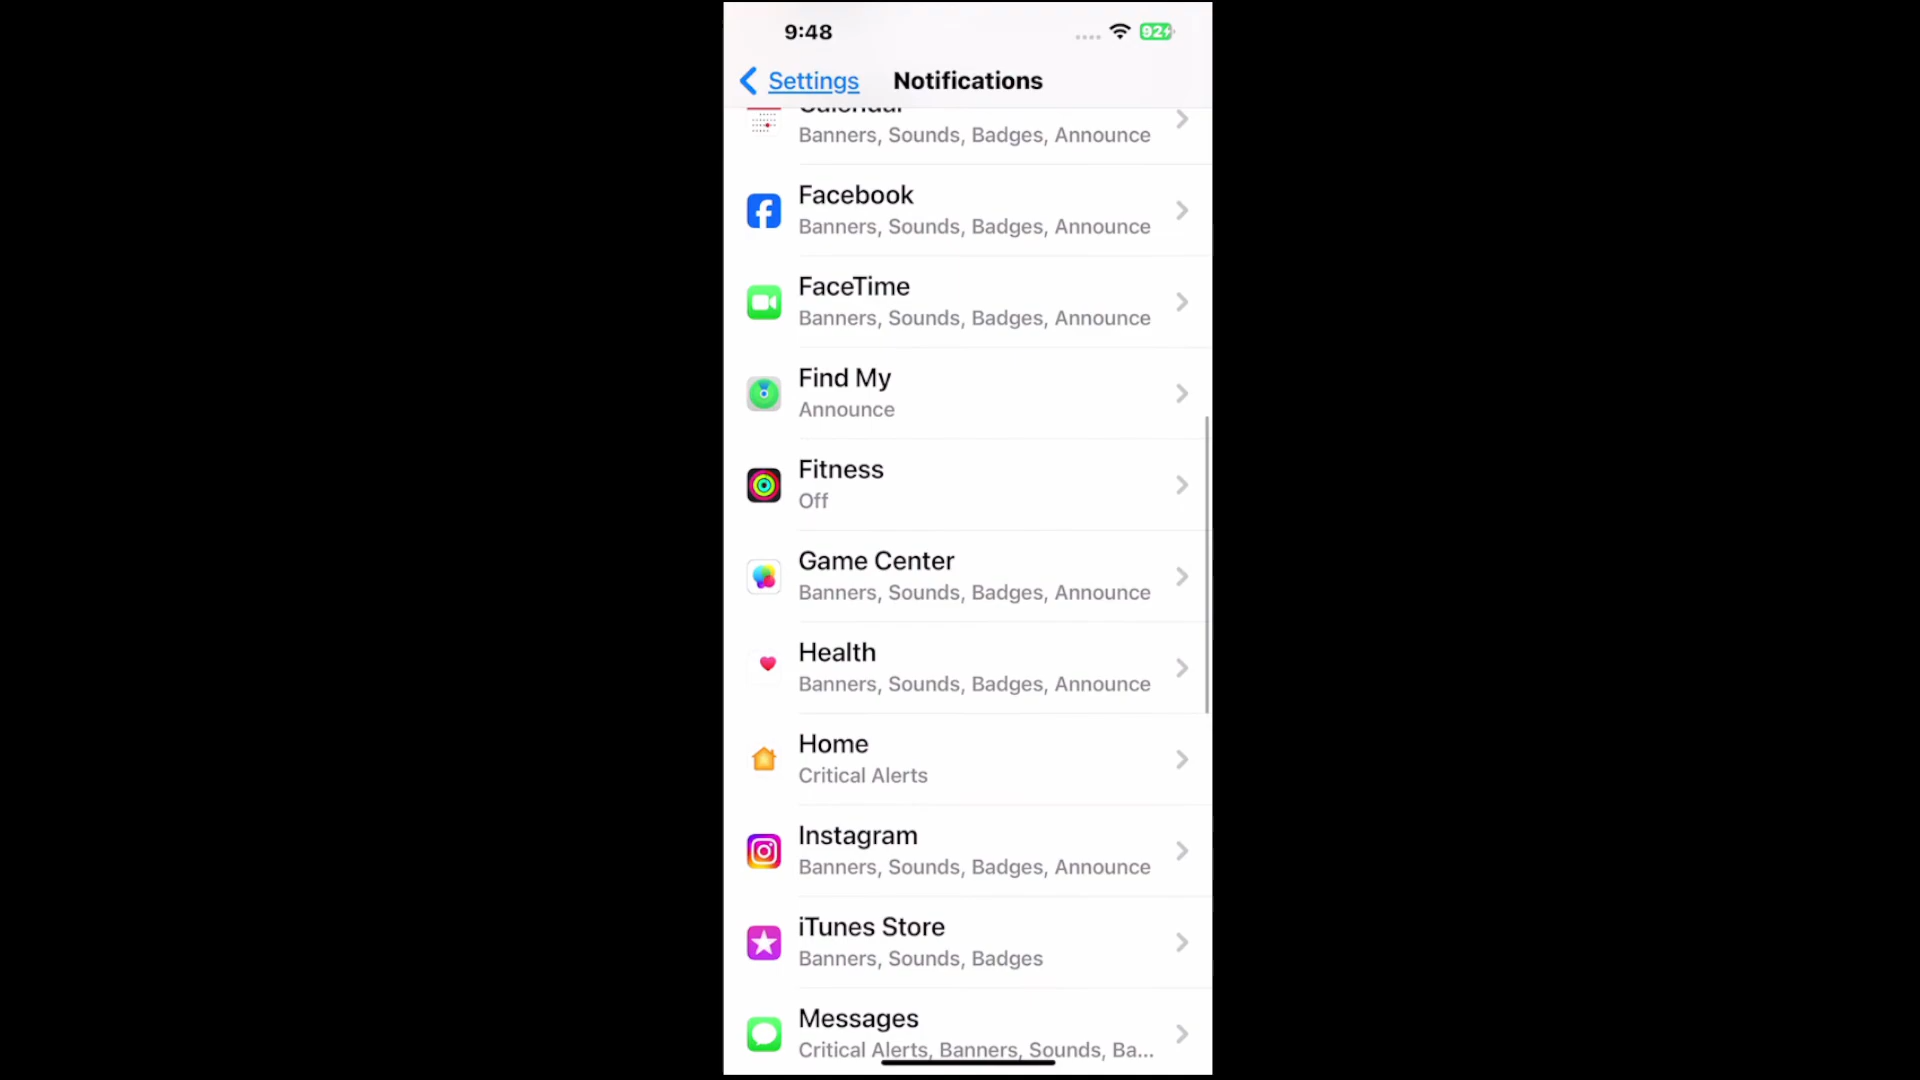 9:48
92
Settings
Notifications
Calendar
Banners, Sounds, Badges, Announce
Facebook
Banners, Sounds, Badges, Announce
FaceTime
Banners, Sounds, Badges, Announce
Find My
Announce
Fitness
Off
Game Center
Banners, Sounds, Badges, Announce
Health
Banners, Sounds, Badges, Announce
Home
Critical Alerts
Instagram
Banners, Sounds, Badges, Announce
iTunes Store
Banners, Sounds, Badges
Messages
Critical Alerts, Banners, Sounds, Ba...